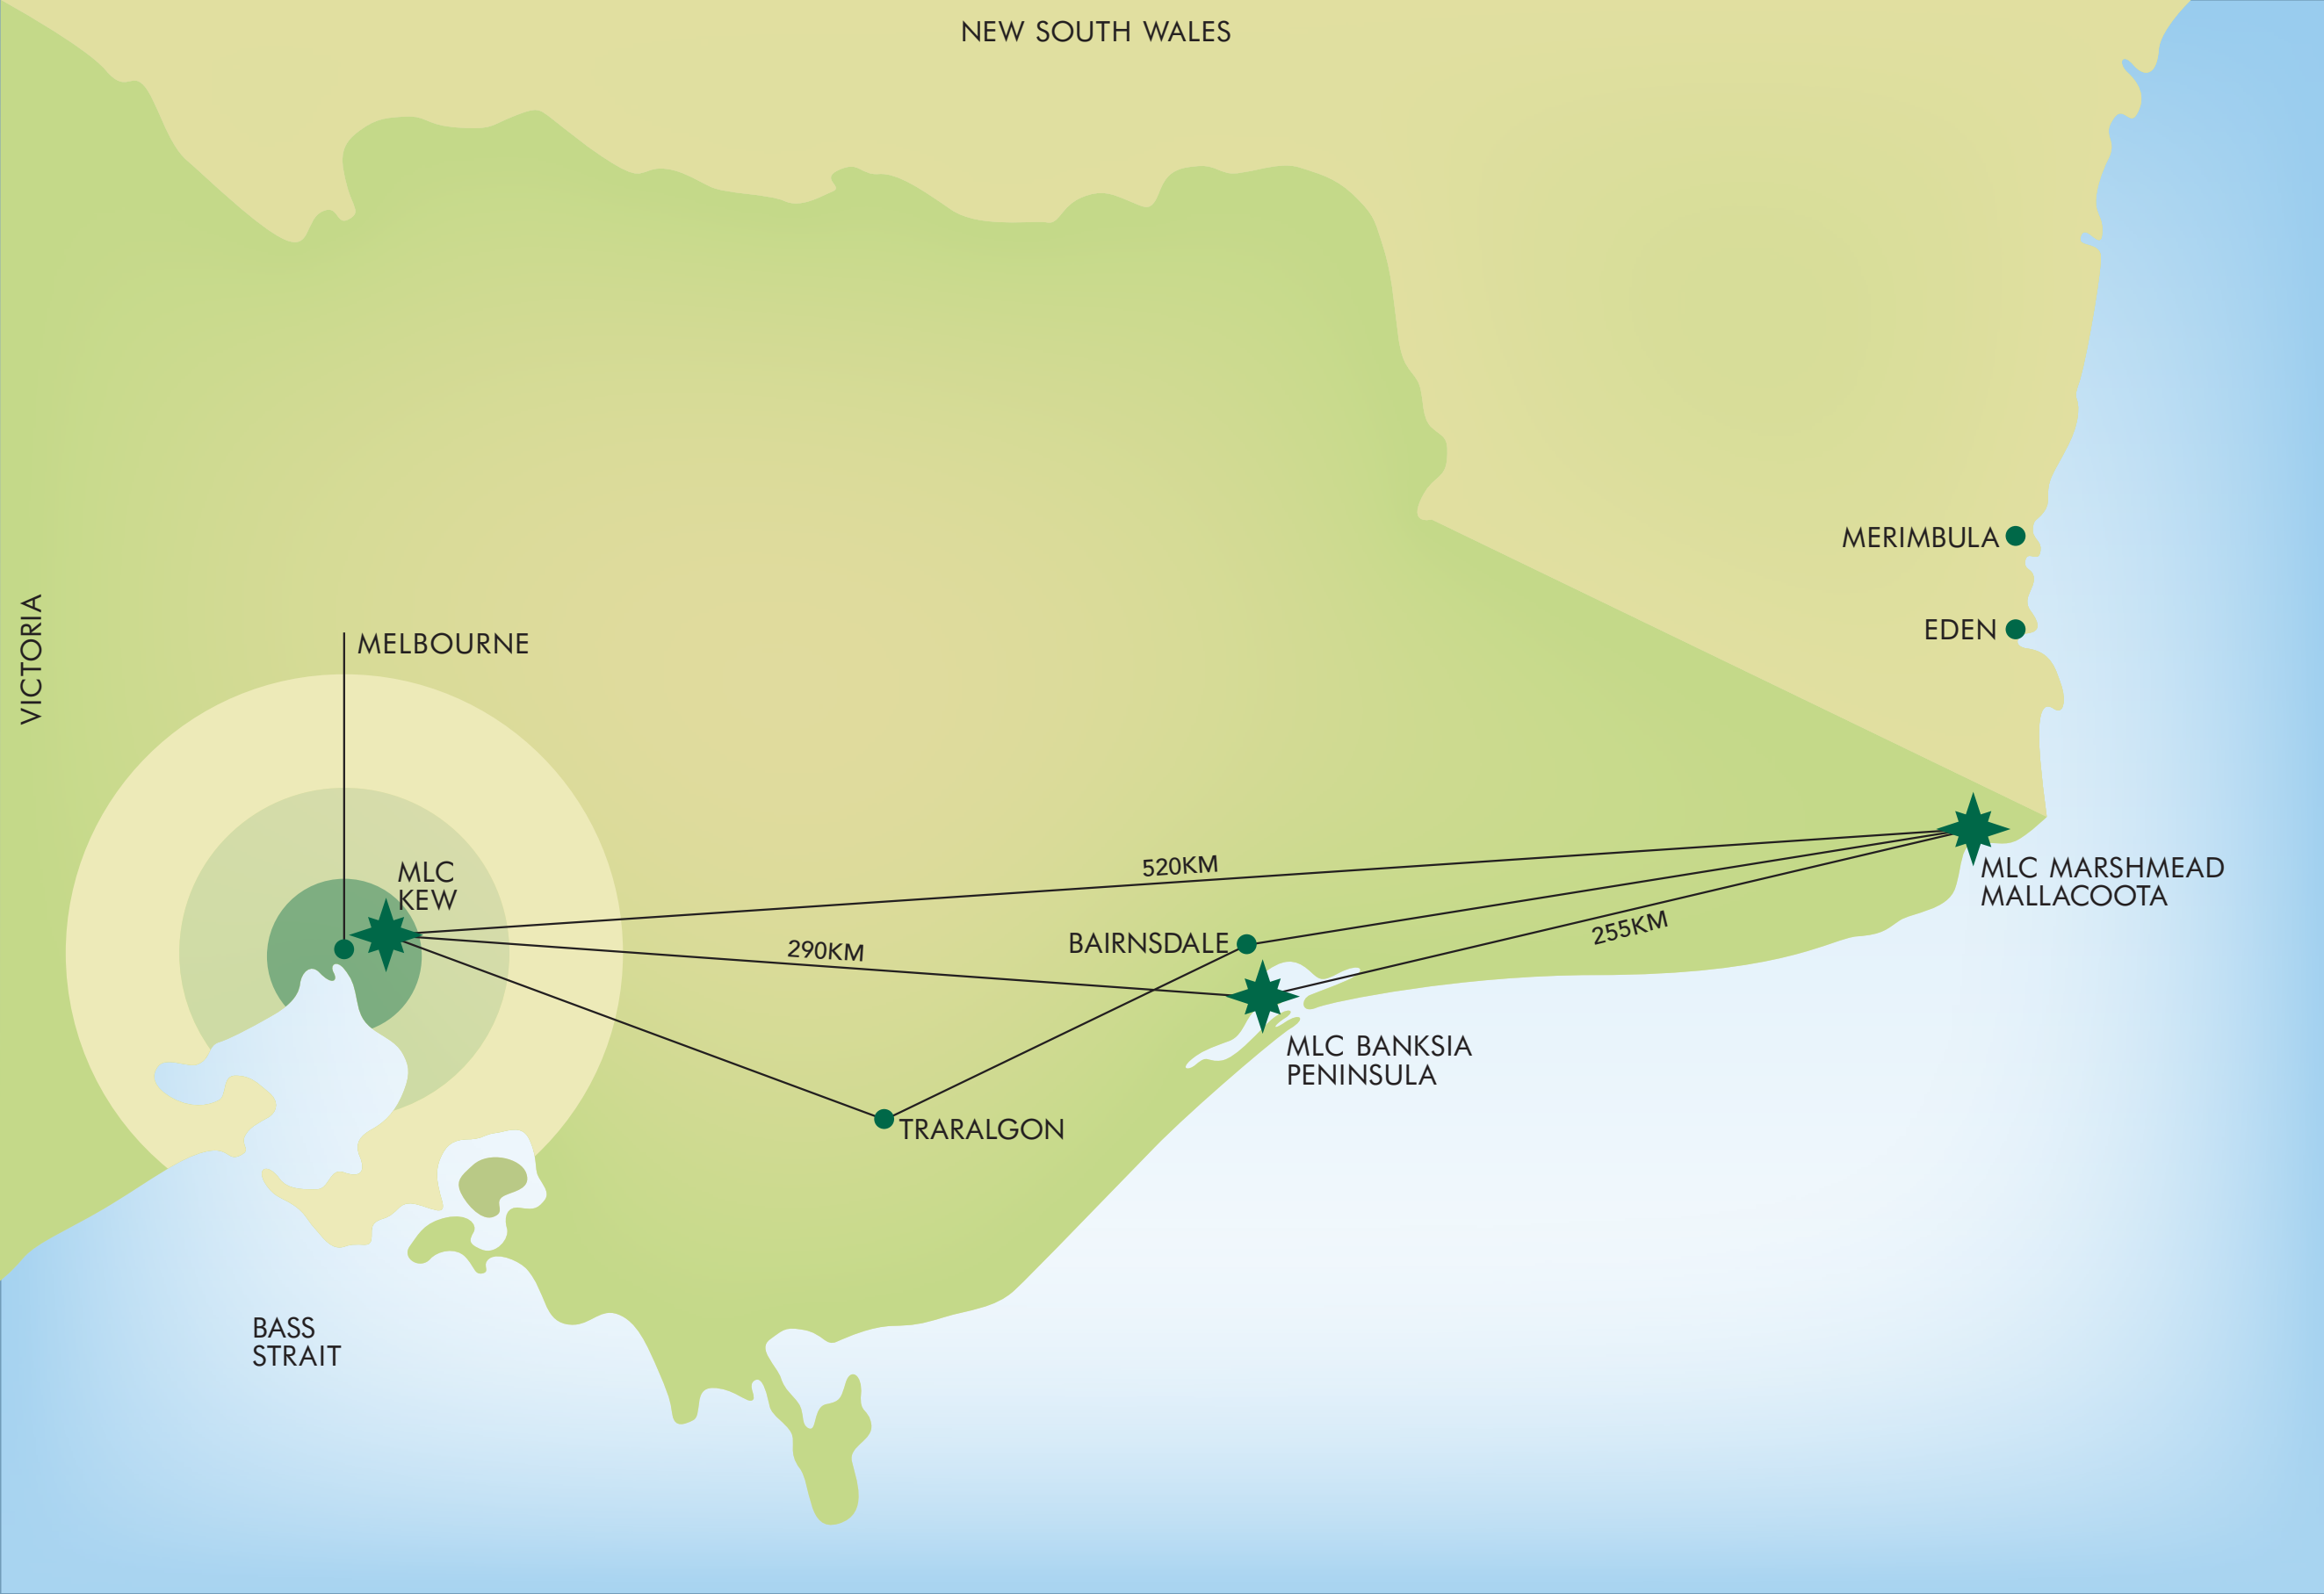 NEW SOUTH WALES
VICTORIA
MERIMBULA
EDEN
MELBOURNE
MLC
KEW
520KM
290KM
255KM
MLC MARSHMEAD
MALLACOOTA
BAIRNSDALE
MLC BANKSIA
PENINSULA
TRARALGON
BASS
STRAIT